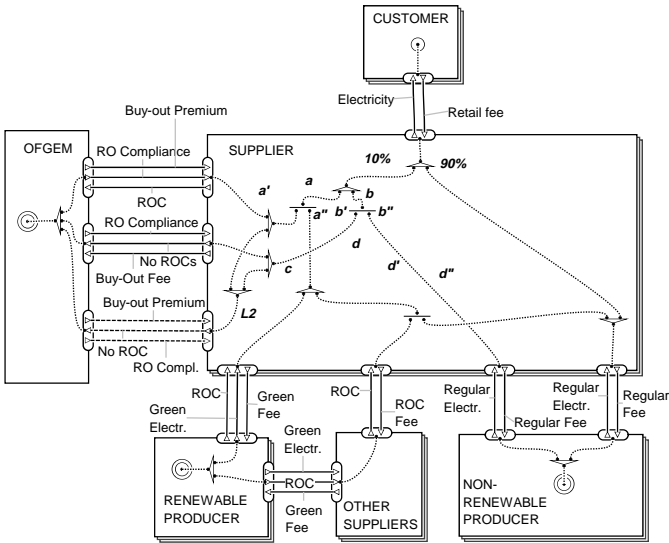 CUSTOMER
Electricity
Retail fee
Buy-out Premium
OFGEM
RO Compliance
SUPPLIER
10%
90%
ROC
a'
a
b
RO Compliance
a"
b'
b"
No ROCs
d
Buy-Out Fee
c
d'
d"
Buy-out Premium
L2
No ROC
RO Compl.
ROC
Green
Fee
Green
Electr.
ROC
ROC
Fee
Regular
Electr.
Regular Fee
Regular
Electr.
Regular
Fee
Green
Electr.
ROC
Green
Fee
RENEWABLE
PRODUCER
OTHER
SUPPLIERS
NON-
RENEWABLE
PRODUCER